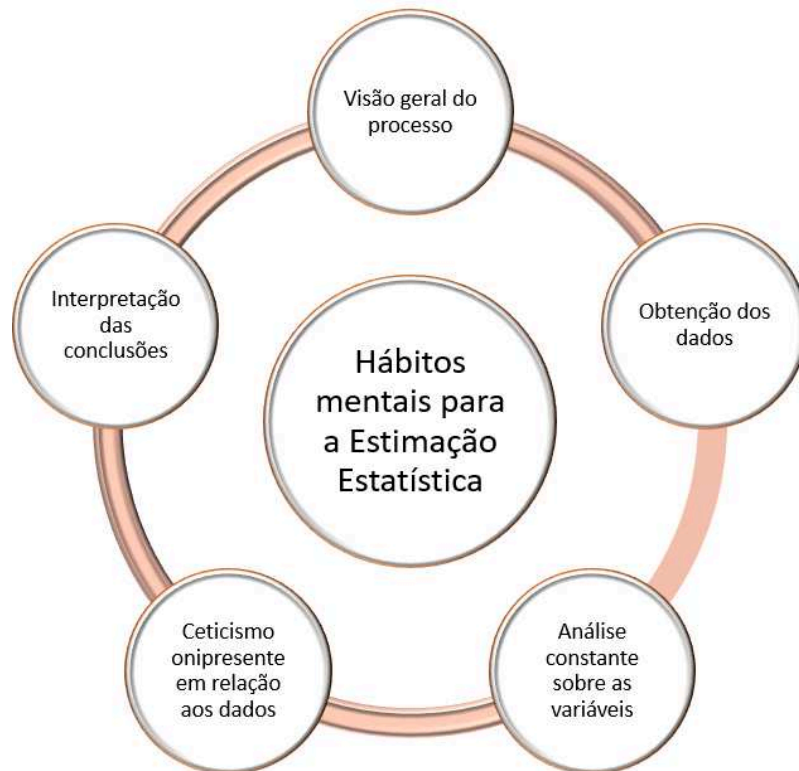 Visão geral do
processo
Obtenção dos
dados
Análise
constante
sobre as
variáveis
Ceticismo
onipresente
em relação
aos dados
Interpretação
das
conclusões
Hábitos
mentais para
a Estimação
Estatística